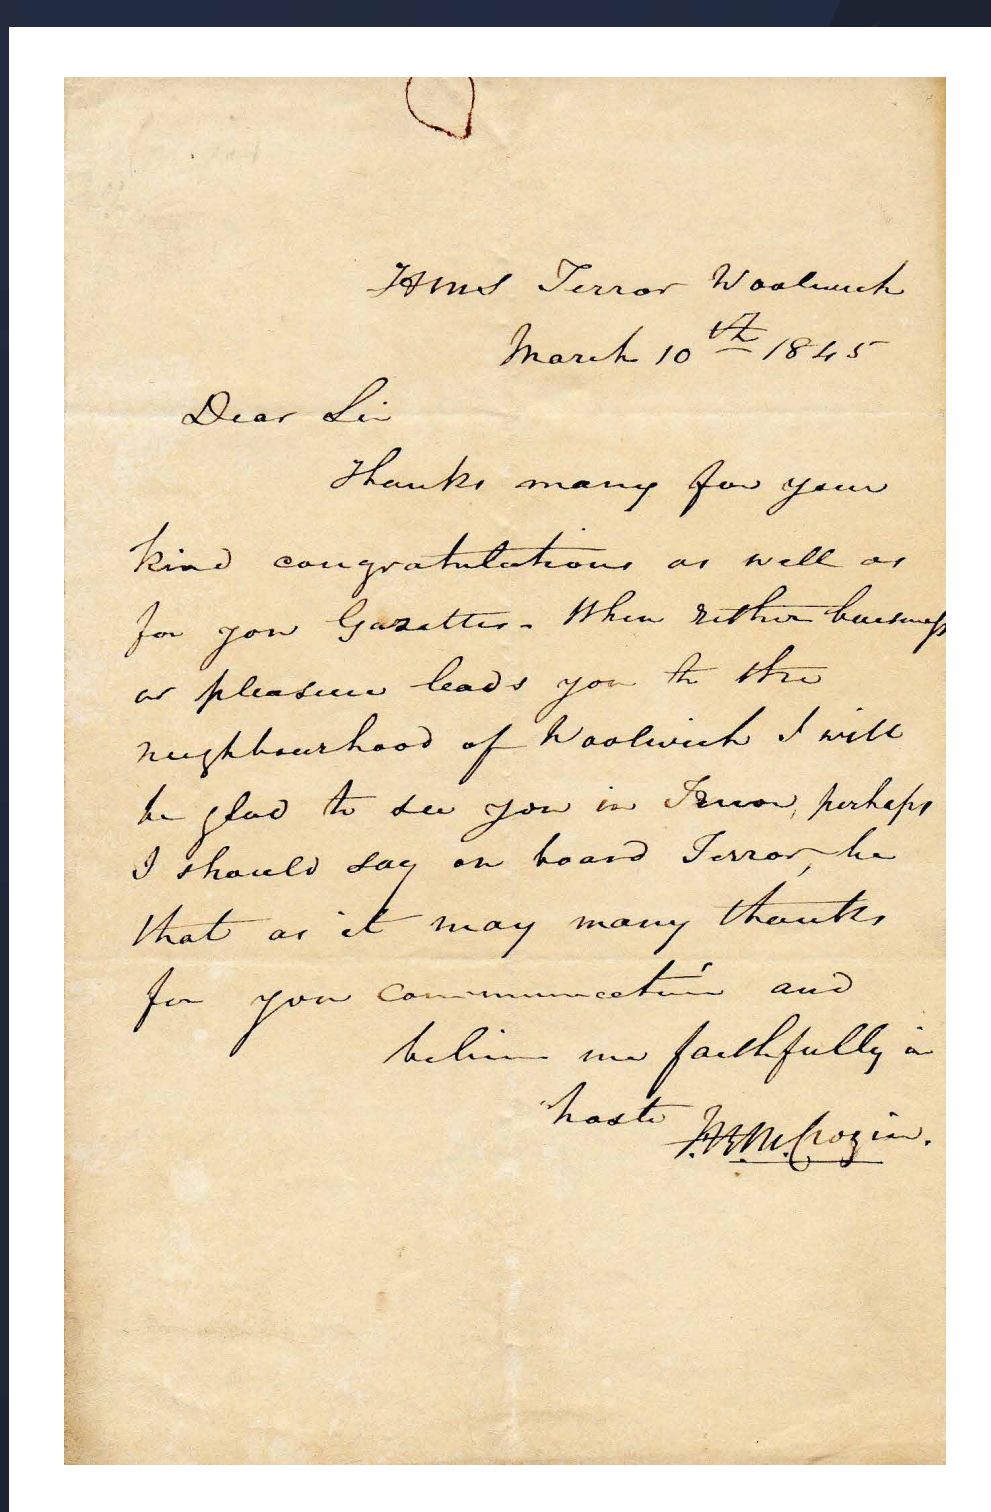 HMS Terror Woolwich
March 10th 1845
Dear Sir
Thanks many for your
kind congratulations as well as
for your Gazettes - When either business
or pleasure leads you to the
neighbourhood of Woolwich I will
be glad to see you in Terror, perhaps
I should say on board Terror, be
that as it may many thanks
for your communication and
believe me faithfully in
haste F.R.M.Crozier.